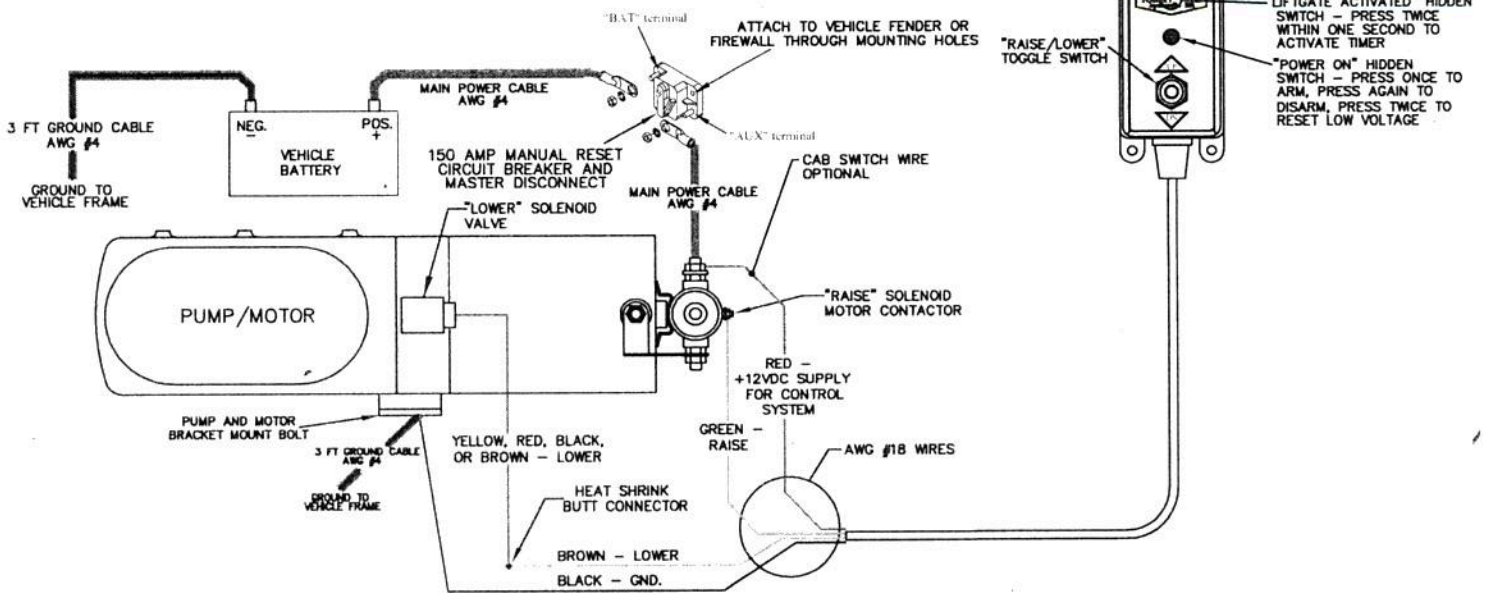 "BAT" terminal
ATTACH TO VEHICLE FENDER OR
FIREWALL THROUGH MOUNTING HOLES
LIFTGATE ACTIVATED" HIDDEN
SWITCH – PRESS TWICE
WITHIN ONE SECOND TO
ACTIVATE TIMER
"RAISE/LOWER"
TOGGLE SWITCH
"POWER ON" HIDDEN
SWITCH – PRESS ONCE TO
ARM, PRESS AGAIN TO
DISARM, PRESS TWICE TO
RESET LOW VOLTAGE
MAIN POWER CABLE
AWG #4
3 FT GROUND CABLE
AWG #4
NEG.
–
POS.
+
VEHICLE
BATTERY
GROUND TO
VEHICLE FRAME
"AUX" terminal
150 AMP MANUAL RESET
CIRCUIT BREAKER AND
MASTER DISCONNECT
CAB SWITCH WIRE
OPTIONAL
MAIN POWER CABLE
AWG #4
"LOWER" SOLENOID
VALVE
PUMP/MOTOR
"RAISE" SOLENOID
MOTOR CONTACTOR
RED –
+12VDC SUPPLY
FOR CONTROL
SYSTEM
GREEN –
RAISE
PUMP AND MOTOR
BRACKET MOUNT BOLT
3 FT GROUND CABLE
AWG #4
GROUND TO
VEHICLE FRAME
YELLOW, RED, BLACK,
OR BROWN – LOWER
AWG #18 WIRES
HEAT SHRINK
BUTT CONNECTOR
BROWN – LOWER
BLACK – GND.